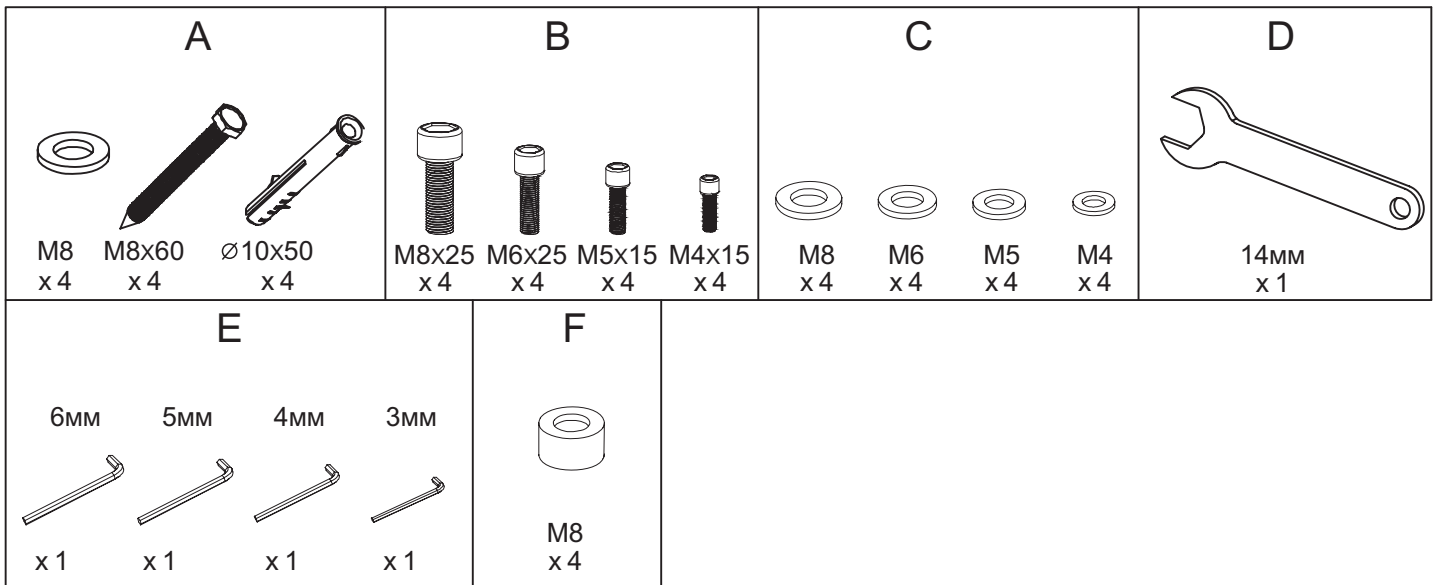 A
M8 M8x60 ∅10x50
x 4 x 4 x 4
B
M8x25 M6x25 M5x15 M4x15
x 4 x 4 x 4 x 4
C
M8 M6 M5 M4
x 4 x 4 x 4 x 4
D
14мм
x 1
E
6мм 5мм 4мм 3мм
x 1 x 1 x 1 x 1
F
M8
x 4